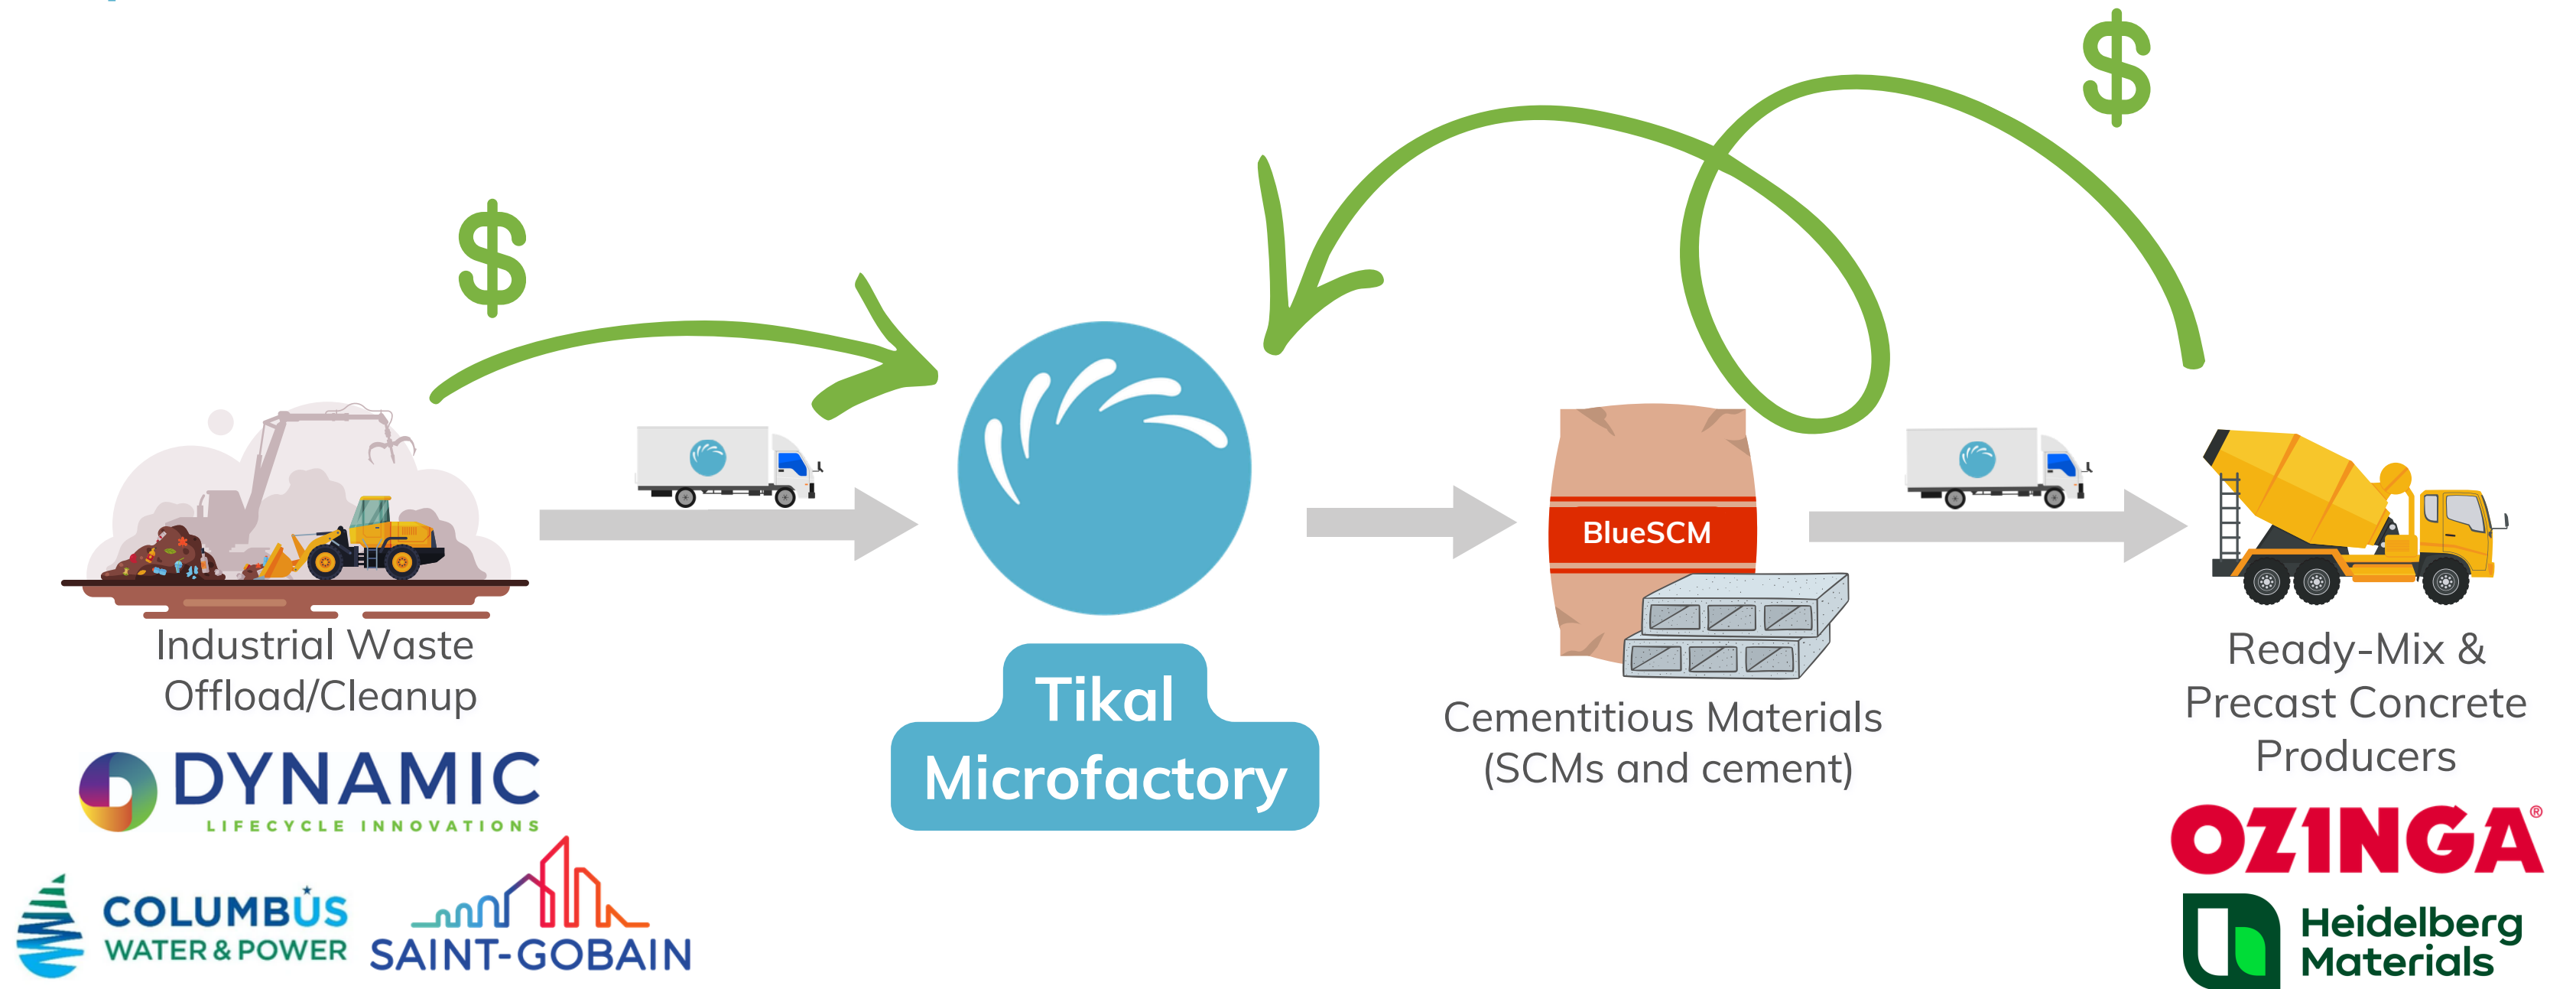 $
$
Industrial Waste
Offload/Cleanup
DYNAMIC
LIFECYCLE INNOVATIONS
COLUMBUS
WATER & POWER
SAINT-GOBAIN
Tikal
Microfactory
BlueSCM
Cementitious Materials
(SCMs and cement)
Ready-Mix &
Precast Concrete
Producers
OZINGA®
Heidelberg
Materials